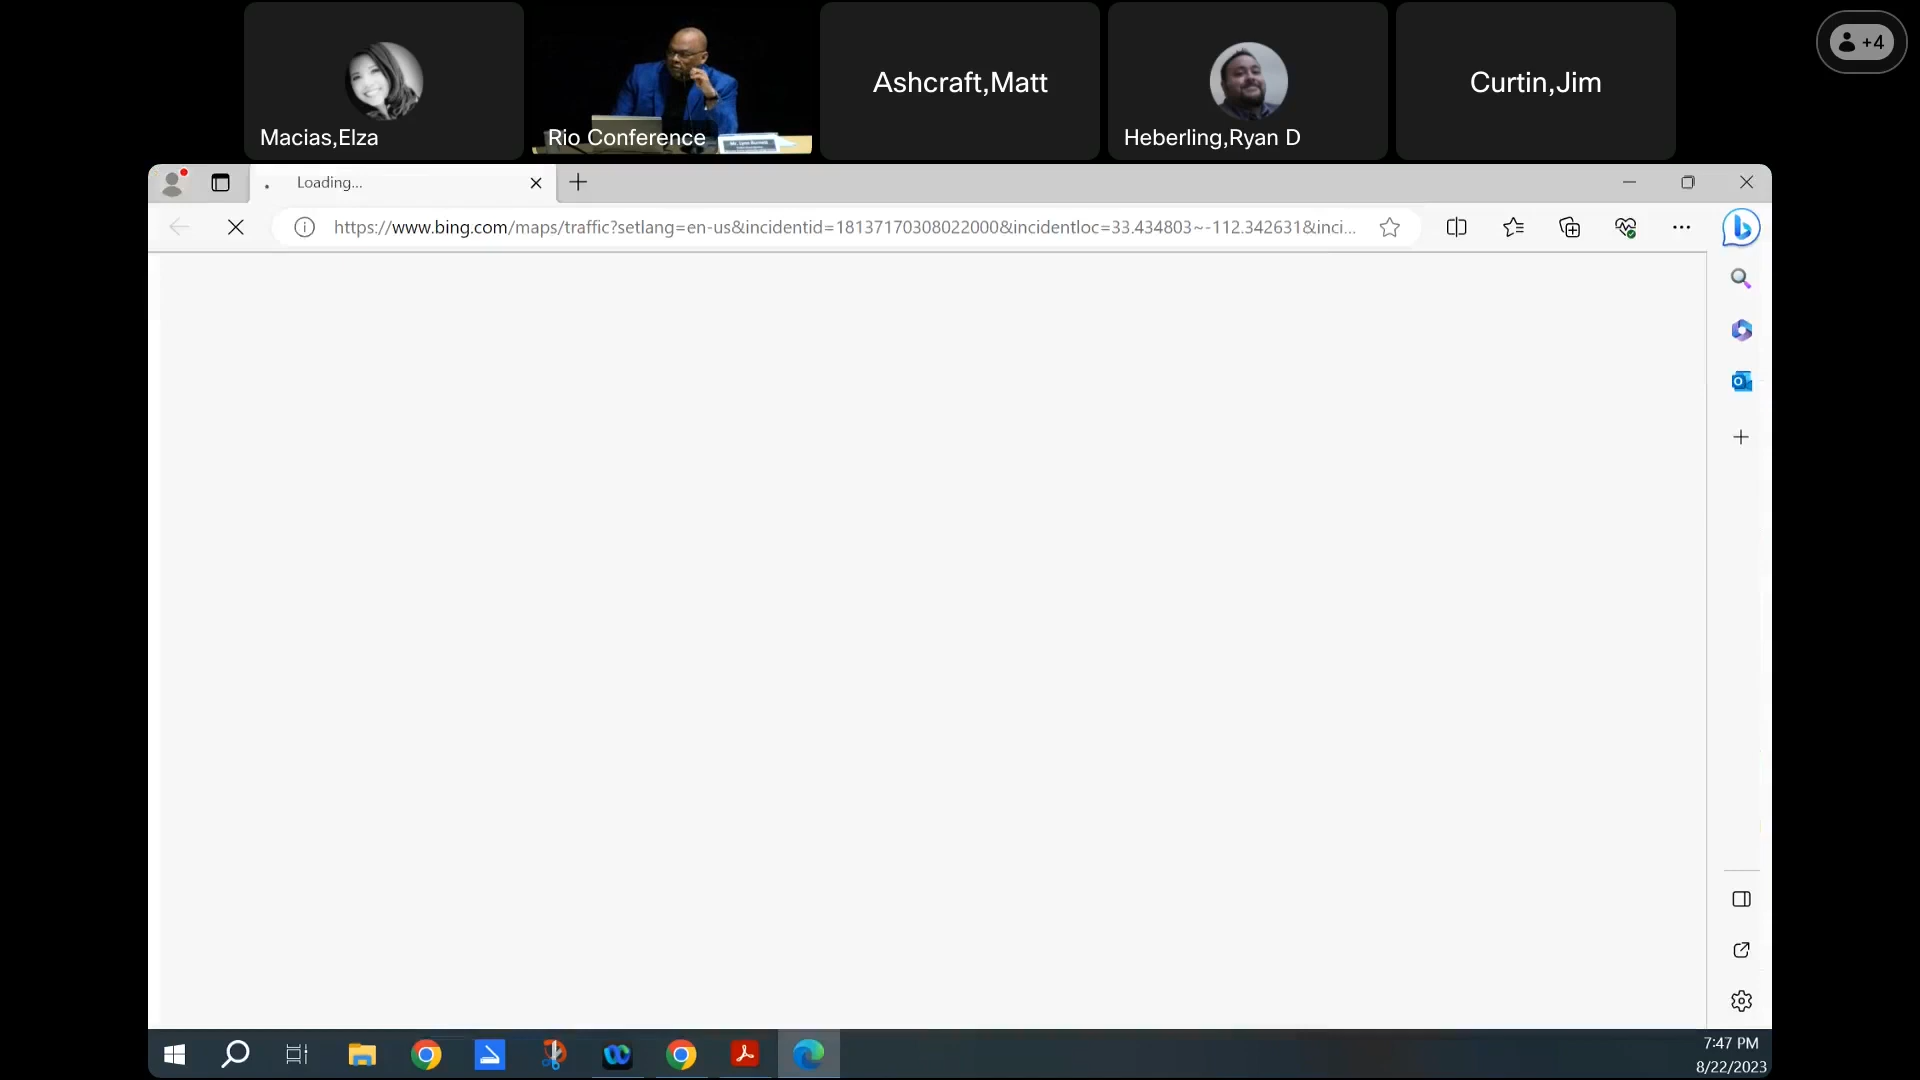 Macias,Elza
Rio Conference
Ashcraft,Matt
Heberling,Ryan D
Curtin,Jim
+4
Loading...
https://www.bing.com/maps/traffic?setlang=en-us&incidentid=18137170308022000&incidentloc=33.434803~-112.342631&inci...
7:47 PM
8/22/2023